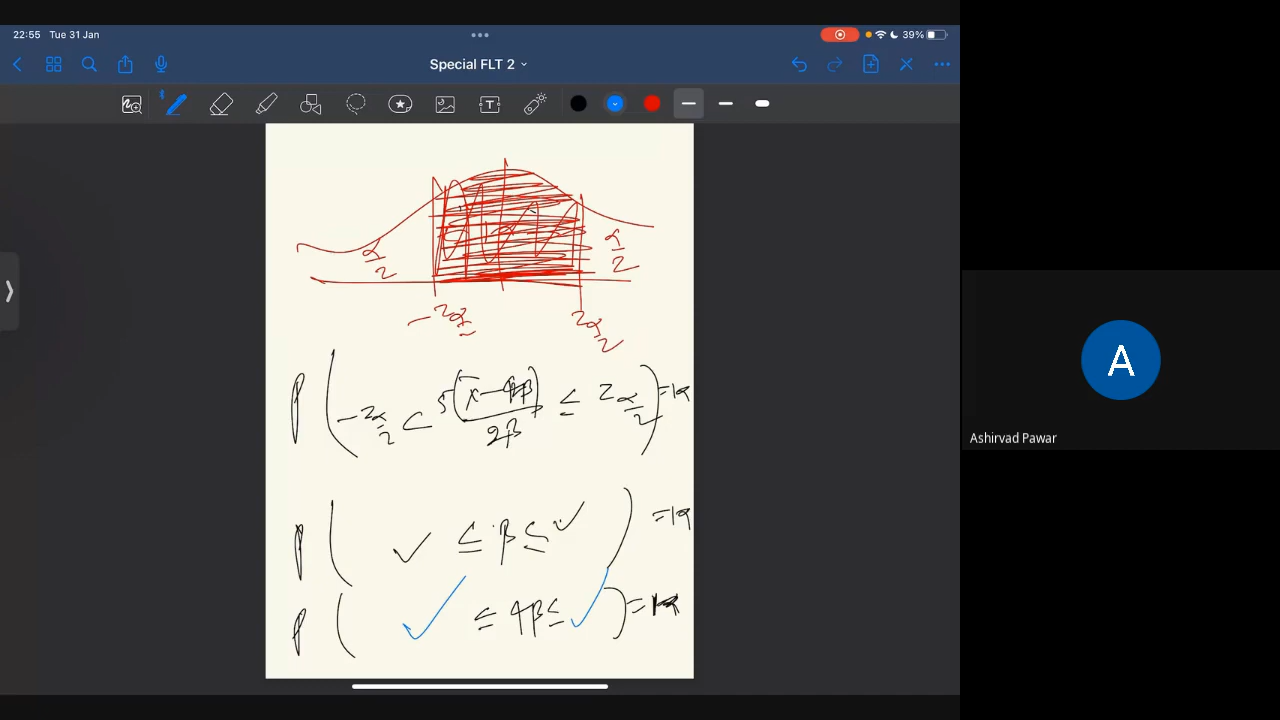 22:55 Tue 31 Jan
39%
Special FLT 2
T
α/2 α/2
-zα/2 zα/2
P(-zα/2 < 5(x̄-4β)/2β ≤ zα/2) = 1-α
P( ✓ ≤ β ≤ ✓ ) = 1-α
P( ✓ ≤ 4β ≤ ✓ ) = 1-α
A
Ashirvad Pawar